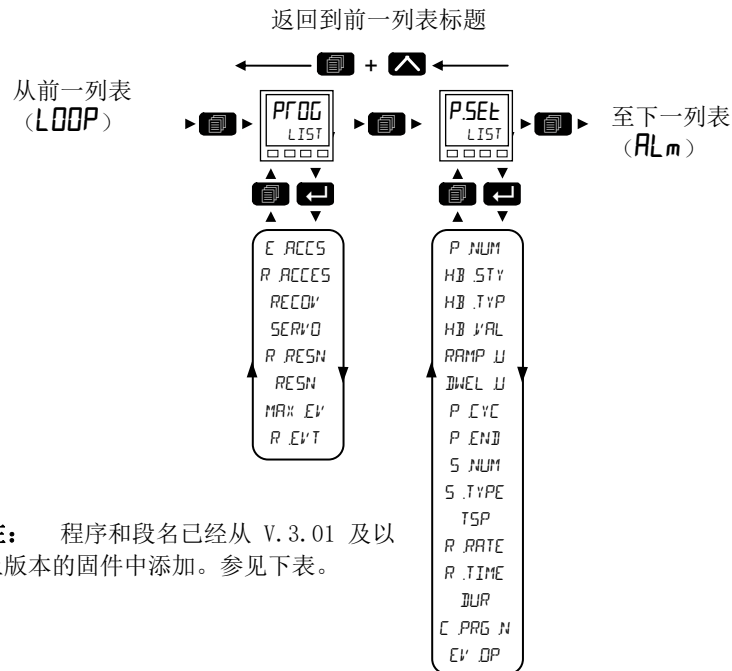 返回到前一列表标题
+
从前一列表
(LOOP)
PrOG
LIST
P.SEt
LIST
至下一列表
(ALm)
E.ACCS
R.ACCES
RECOV
SERVO
R.RESN
RESN
MAX.EV
R.EVT
P.NUM
HB.STY
HB.TYP
HB.VAL
RAMP.U
DWEL.U
P.CYC
P.END
S.NUM
S.TYPE
TSP
R.RATE
R.TIME
DUR
C.PRG.N
EV.OP
程序和段名已经从 V.3.01 及以
版本的固件中添加。参见下表。